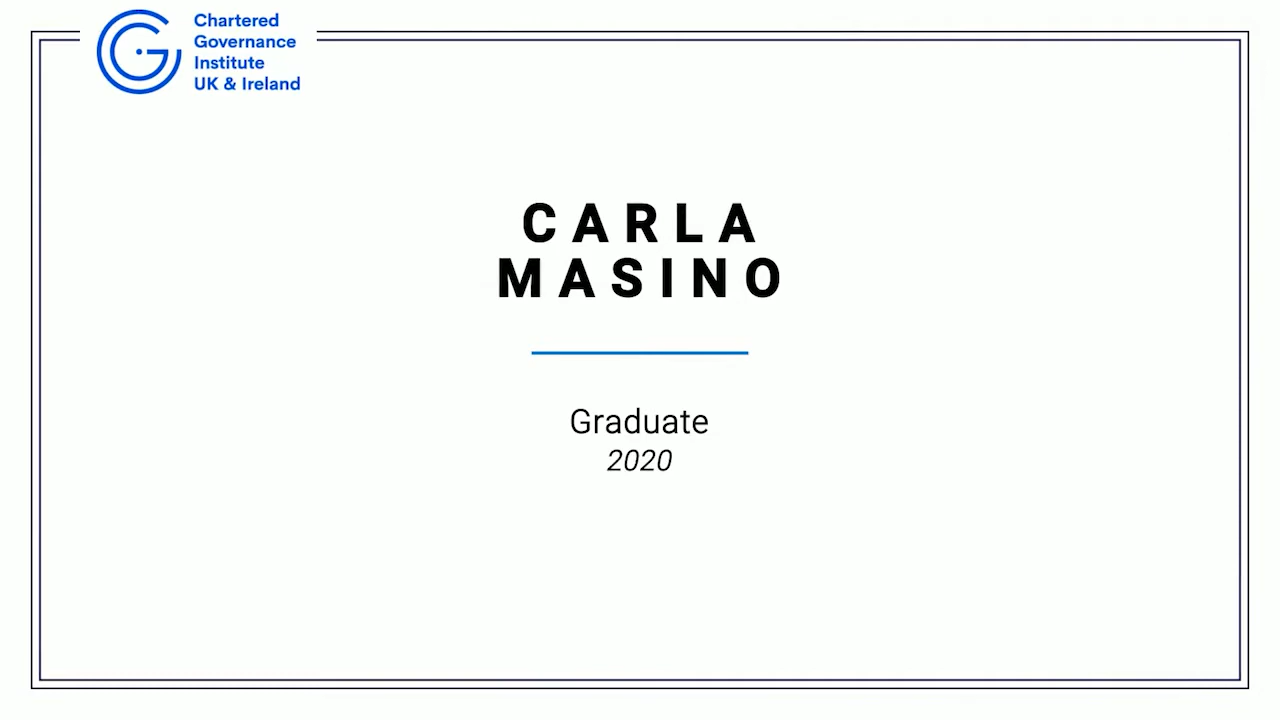 Chartered
Governance
Institute
UK & Ireland
CARLA
MASINO
Graduate
2020